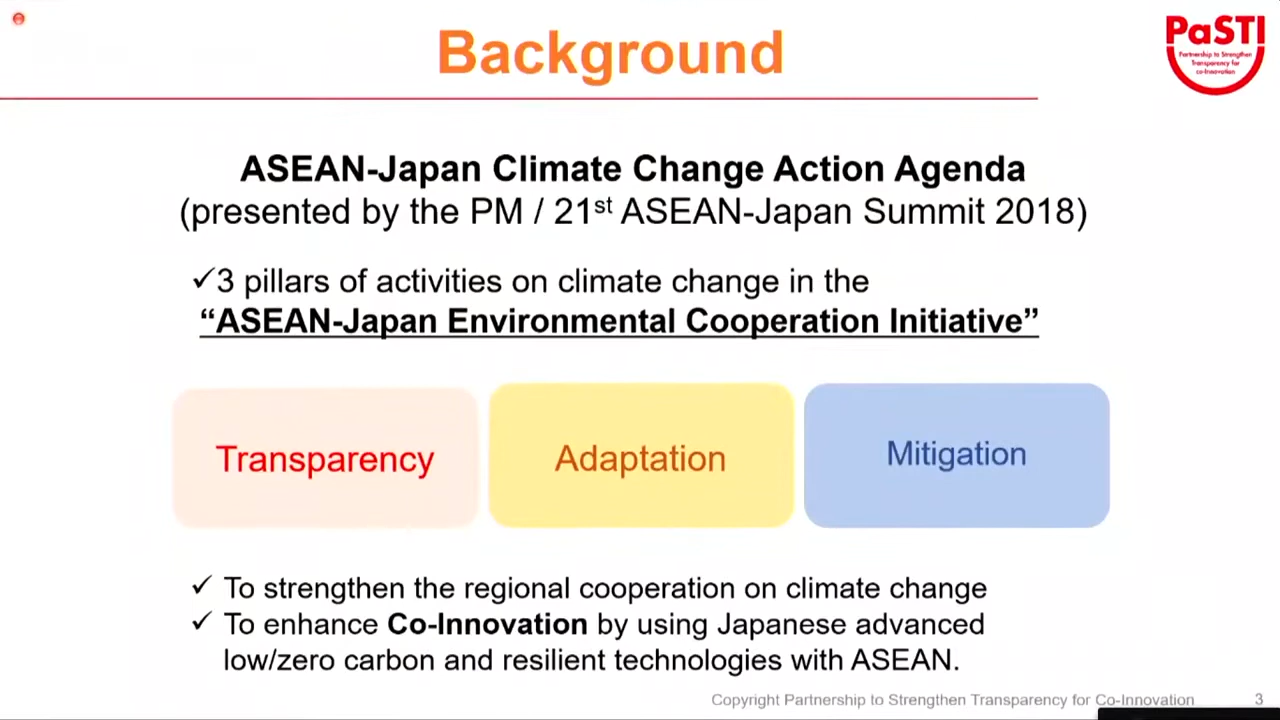 Background
PaSTI
Partnership to Strengthen
Transparency for
co-Innovation
ASEAN-Japan Climate Change Action Agenda
(presented by the PM / 21st ASEAN-Japan Summit 2018)
✓3 pillars of activities on climate change in the
“ASEAN-Japan Environmental Cooperation Initiative”
Transparency
Adaptation
Mitigation
✓ To strengthen the regional cooperation on climate change
✓ To enhance Co-Innovation by using Japanese advanced
low/zero carbon and resilient technologies with ASEAN.
Copyright Partnership to Strengthen Transparency for Co-Innovation
3